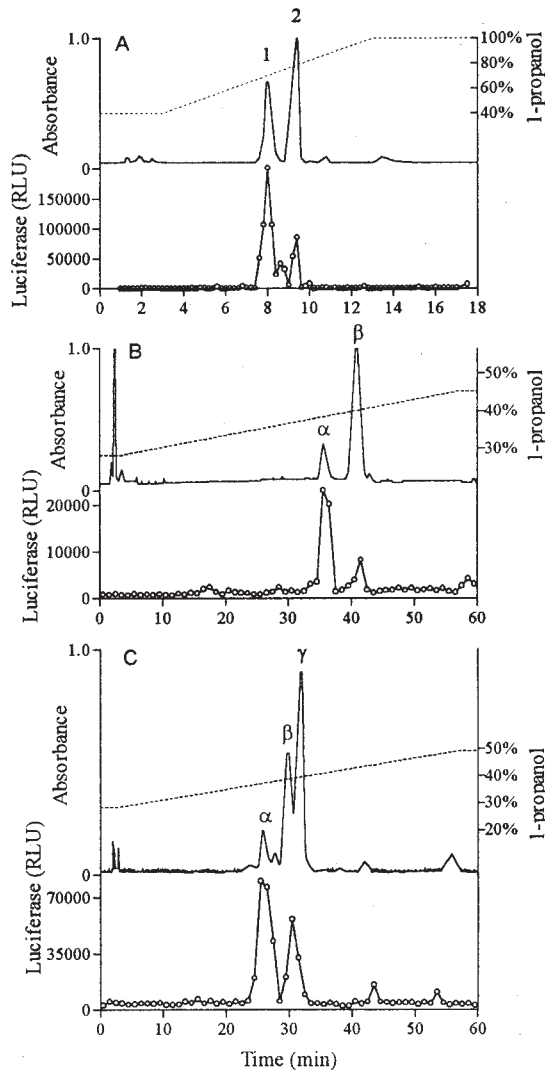 A
1
2
1.0
0
Absorbance
100%
80%
60%
40%
1-propanol
150000
100000
50000
0
Luciferase (RLU)
0 2 4 6 8 10 12 14 16 18
B
α
β
1.0
0
Absorbance
50%
40%
30%
1-propanol
20000
10000
0
Luciferase (RLU)
0 10 20 30 40 50 60
C
α
β
γ
1.0
0
Absorbance
50%
40%
30%
20%
1-propanol
70000
35000
0
Luciferase (RLU)
0 10 20 30 40 50 60
Time (min)